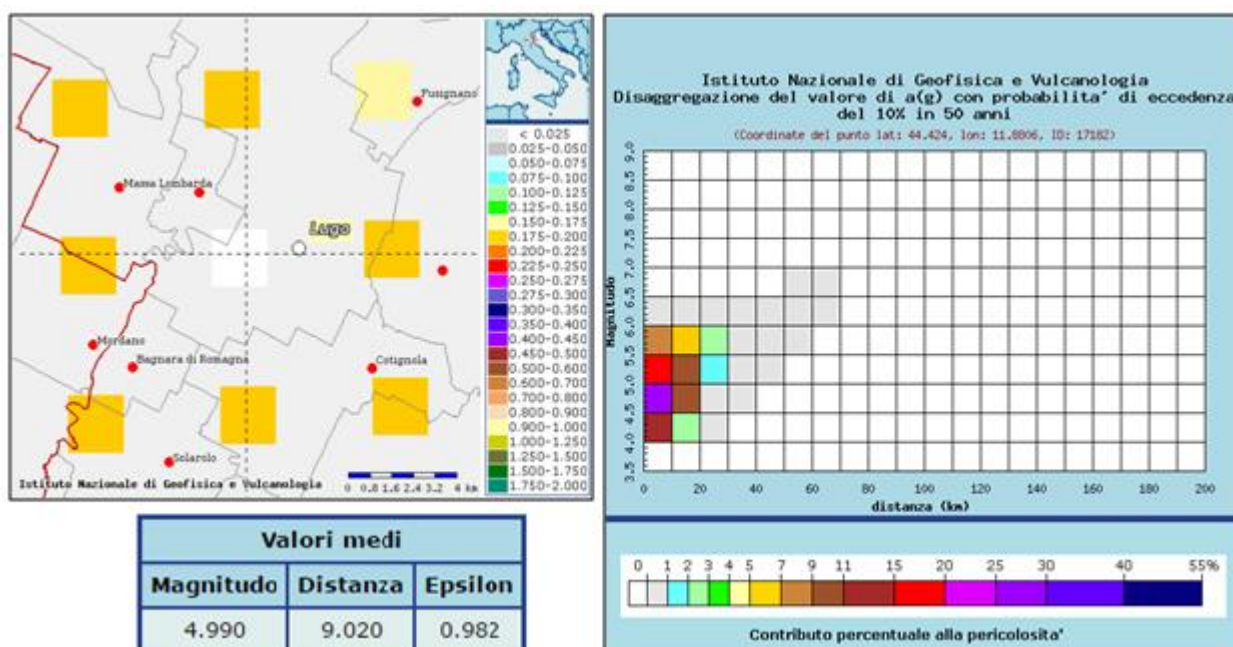 Fusignano
Massa Lombarda
Lugo
Mordano
Bagnara di Romagna
Cotignola
Solarolo
Istituto Nazionale di Geofisica e Vulcanologia
0 0.8 1.6 2.4 3.2 4 km
< 0.025
0.025-0.050
0.050-0.075
0.075-0.100
0.100-0.125
0.125-0.150
0.150-0.175
0.175-0.200
0.200-0.225
0.225-0.250
0.250-0.275
0.275-0.300
0.300-0.350
0.350-0.400
0.400-0.450
0.450-0.500
0.500-0.600
0.600-0.700
0.700-0.800
0.800-0.900
0.900-1.000
1.000-1.250
1.250-1.500
1.500-1.750
1.750-2.000
Valori medi
Magnitudo Distanza Epsilon
4.990 9.020 0.982
Istituto Nazionale di Geofisica e Vulcanologia
Disaggregazione del valore di a(g) con probabilita' di eccedenza
del 10% in 50 anni
(Coordinate del punto lat: 44.424, lon: 11.8806, ID: 17182)
Magnitudo
9.0
8.5
8.0
7.5
7.0
6.5
6.0
5.5
5.0
4.5
4.0
3.5
0 20 40 60 80 100 120 140 160 180 200
distanza (km)
0 1 2 3 4 5 7 9 11 15 20 25 30 40 55%
Contributo percentuale alla pericolosita'